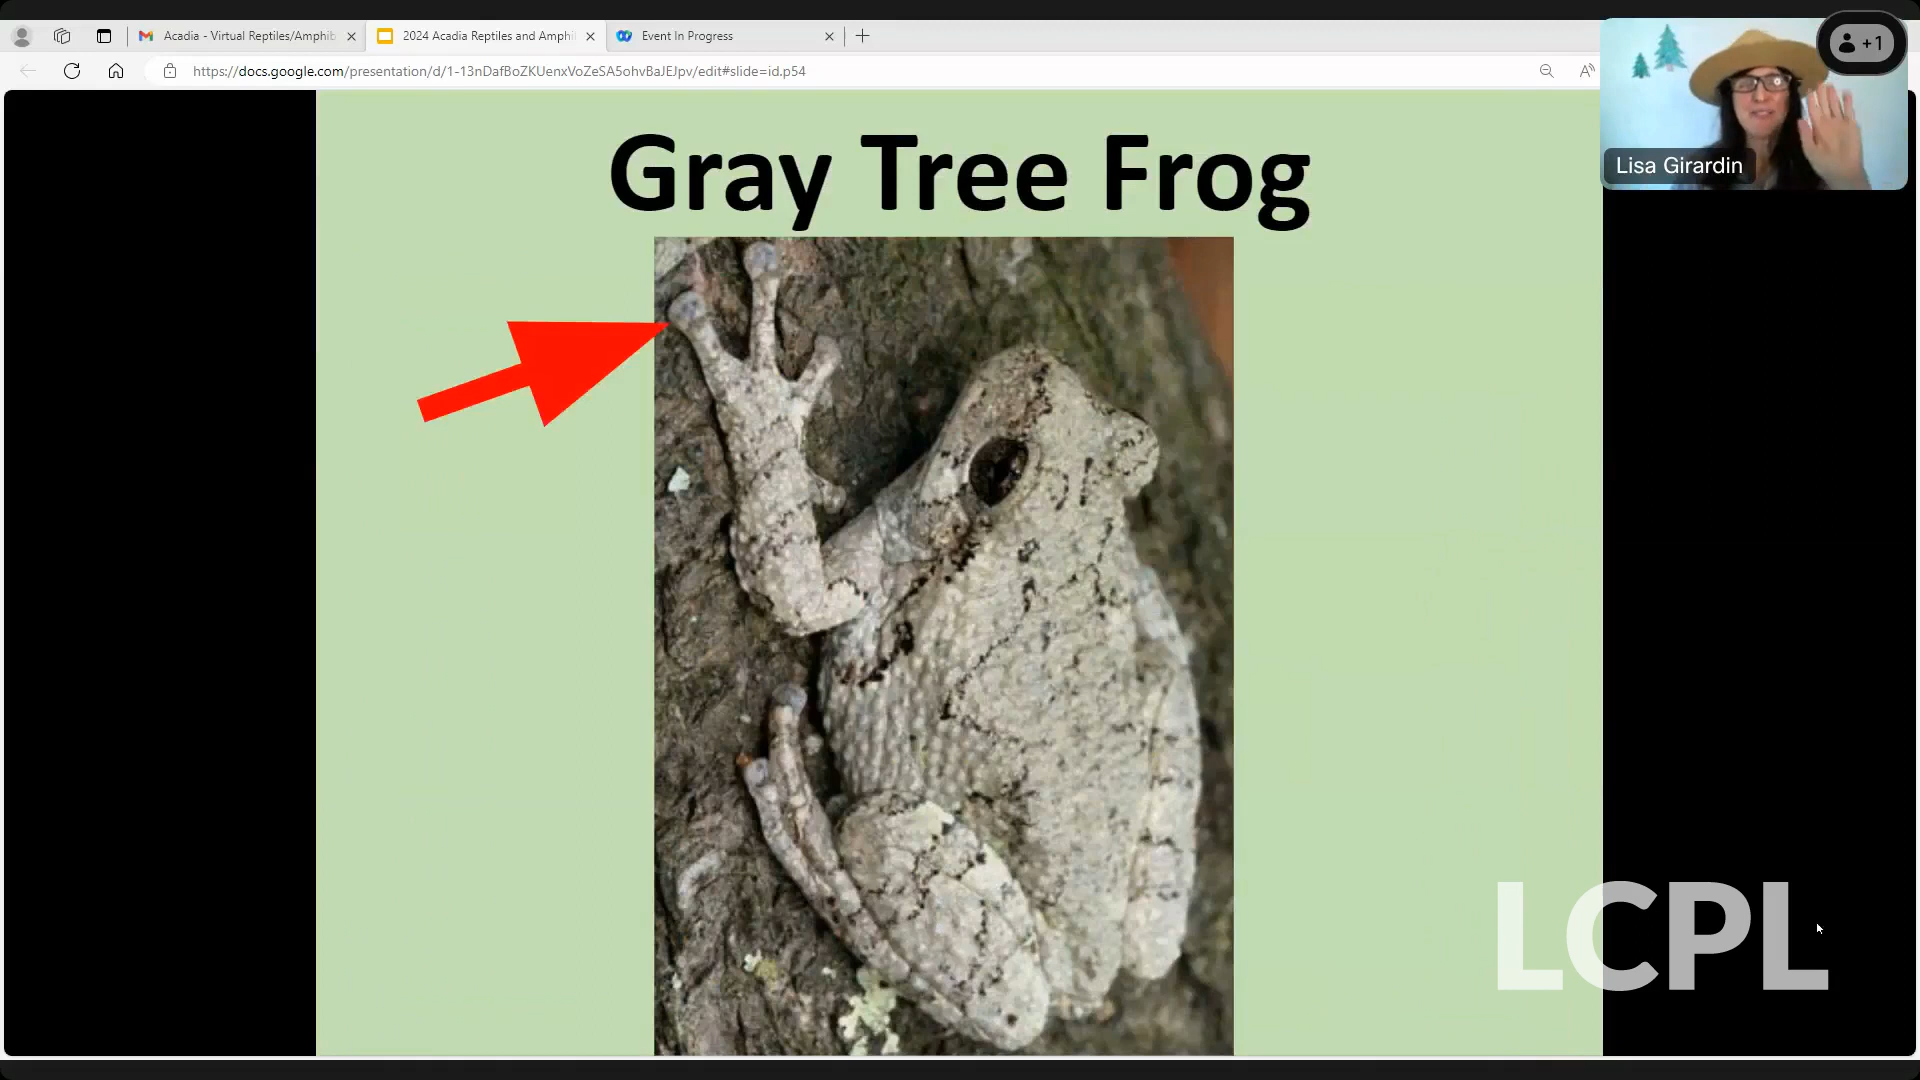 Acadia - Virtual Reptiles/Amphib
2024 Acadia Reptiles and Amphi
Event In Progress
https://docs.google.com/presentation/d/1-13nDafBoZKUenxVoZeSA5ohvBaJEJpv/edit#slide=id.p54
+1
Lisa Girardin
Gray Tree Frog
LCPL